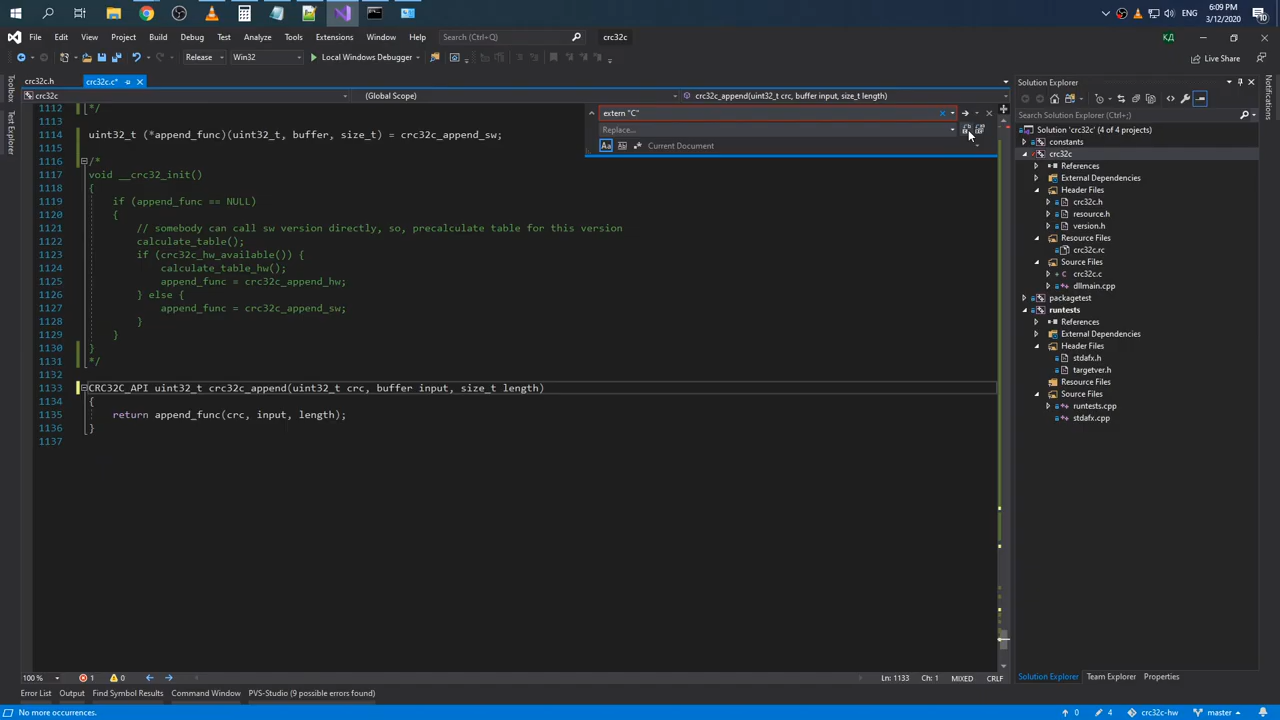 6:09 PM
ENG
3/12/2020
File Edit View Project Build Debug Test Analyze Tools Extensions Window Help
Search (Ctrl+Q)
crc32c
КД
Release
Win32
Local Windows Debugger
Live Share
Toolbox
Test Explorer
crc32c.h
crc32c.c*
crc32c
(Global Scope)
crc32c_append(uint32_t crc, buffer input, size_t length)
extern "C"
Replace...
Aa
Current Document
1112 */
1113
1114 uint32_t (*append_func)(uint32_t, buffer, size_t) = crc32c_append_sw;
1115
1116 /*
1117 void __crc32_init()
1118 {
1119 if (append_func == NULL)
1120 {
1121 // somebody can call sw version directly, so, precalculate table for this version
1122 calculate_table();
1123 if (crc32c_hw_available()) {
1124 calculate_table_hw();
1125 append_func = crc32c_append_hw;
1126 } else {
1127 append_func = crc32c_append_sw;
1128 }
1129 }
1130 }
1131 */
1132
1133 CRC32C_API uint32_t crc32c_append(uint32_t crc, buffer input, size_t length)
1134 {
1135 return append_func(crc, input, length);
1136 }
1137
Solution Explorer
Search Solution Explorer (Ctrl+;)
Solution 'crc32c' (4 of 4 projects)
constants
crc32c
References
External Dependencies
Header Files
crc32c.h
resource.h
version.h
Resource Files
crc32c.rc
Source Files
crc32c.c
dllmain.cpp
packagetest
runtests
References
External Dependencies
Header Files
stdafx.h
targetver.h
Resource Files
Source Files
runtests.cpp
stdafx.cpp
Solution Explorer
Team Explorer
Properties
100 %
1
0
Ln: 1133
Ch: 1
MIXED
CRLF
Error List
Output
Find Symbol Results
Command Window
PVS-Studio (9 possible errors found)
No more occurrences.
0
4
crc32c-hw
master